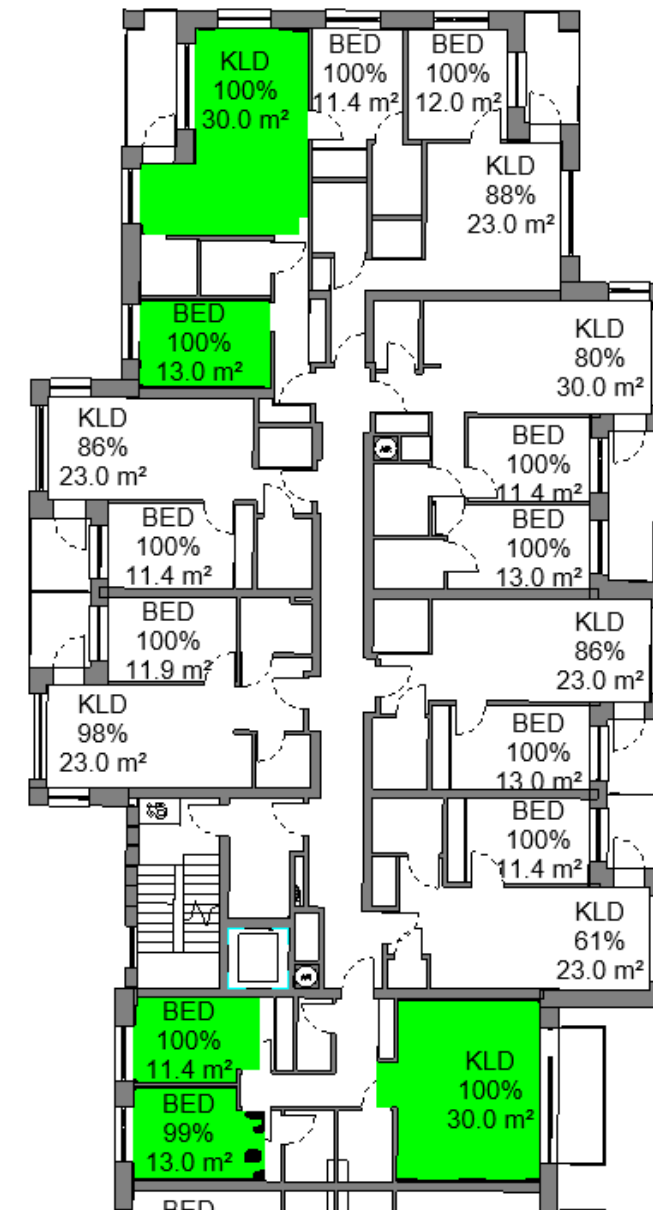 KLD
100%
30.0 m²
BED
100%
11.4 m²
BED
100%
12.0 m²
KLD
88%
23.0 m²
BED
100%
13.0 m²
KLD
80%
30.0 m²
KLD
86%
23.0 m²
BED
100%
11.4 m²
BED
100%
11.4 m²
BED
100%
13.0 m²
BED
100%
11.9 m²
KLD
86%
23.0 m²
KLD
98%
23.0 m²
BED
100%
13.0 m²
BED
100%
11.4 m²
KLD
61%
23.0 m²
BED
100%
11.4 m²
KLD
100%
30.0 m²
BED
99%
13.0 m²
BED